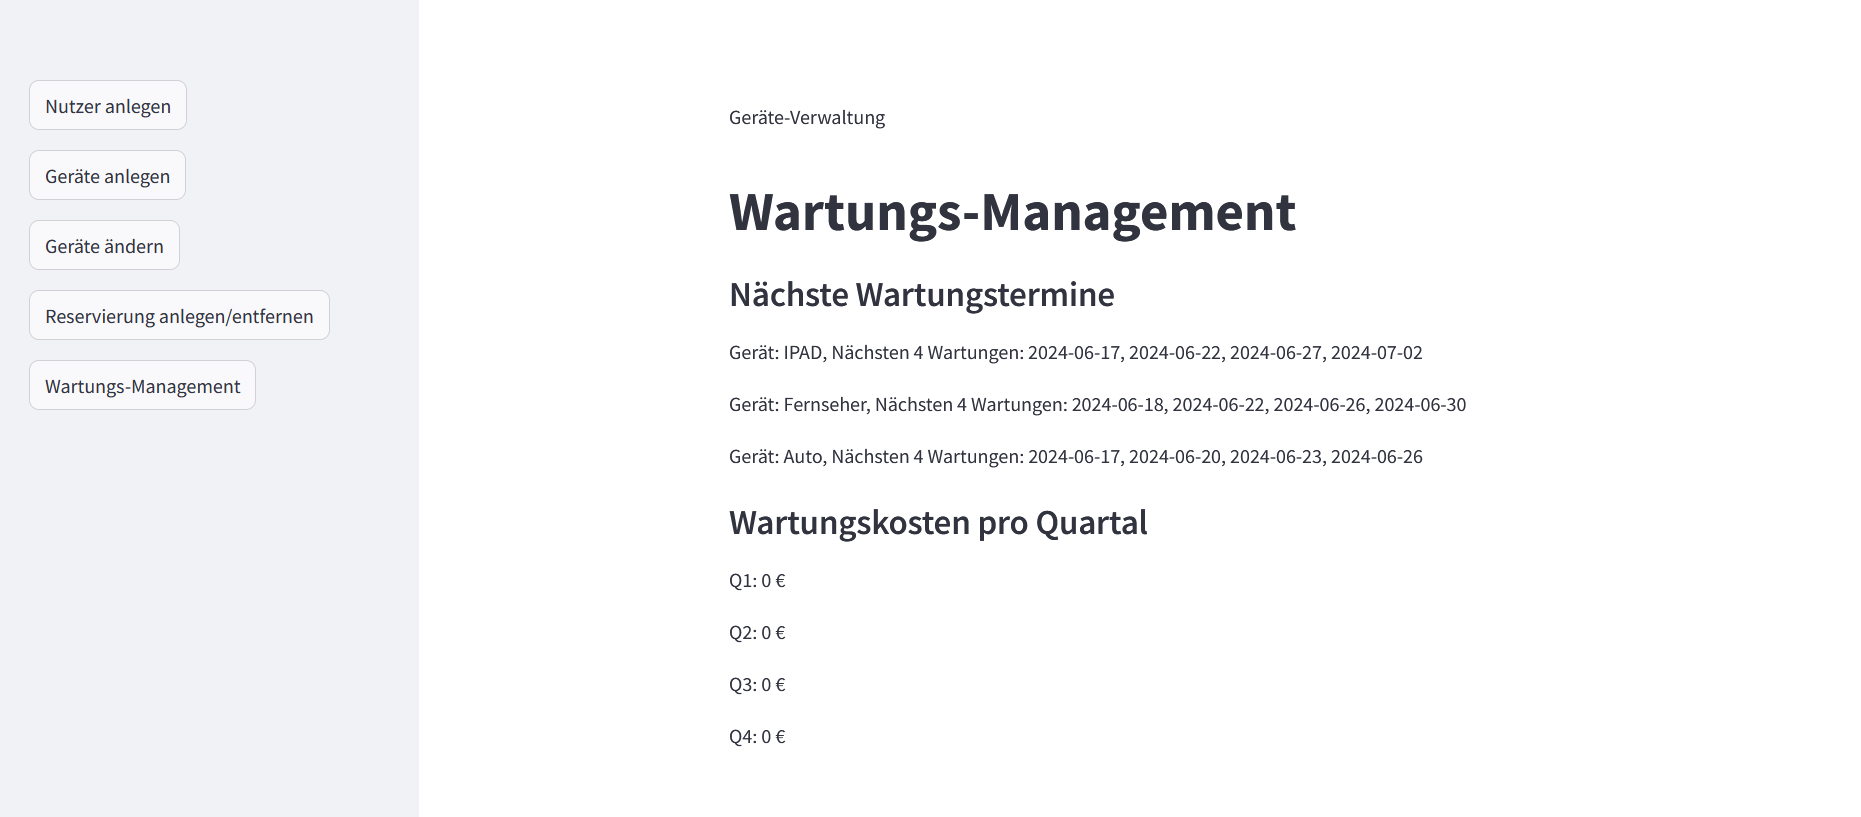 Nutzer anlegen
Geräte anlegen
Geräte ändern
Reservierung anlegen/entfernen
Wartungs-Management
Geräte-Verwaltung
Wartungs-Management
Nächste Wartungstermine
Gerät: IPAD, Nächsten 4 Wartungen: 2024-06-17, 2024-06-22, 2024-06-27, 2024-07-02
Gerät: Fernseher, Nächsten 4 Wartungen: 2024-06-18, 2024-06-22, 2024-06-26, 2024-06-30
Gerät: Auto, Nächsten 4 Wartungen: 2024-06-17, 2024-06-20, 2024-06-23, 2024-06-26
Wartungskosten pro Quartal
Q1: 0 €
Q2: 0 €
Q3: 0 €
Q4: 0 €